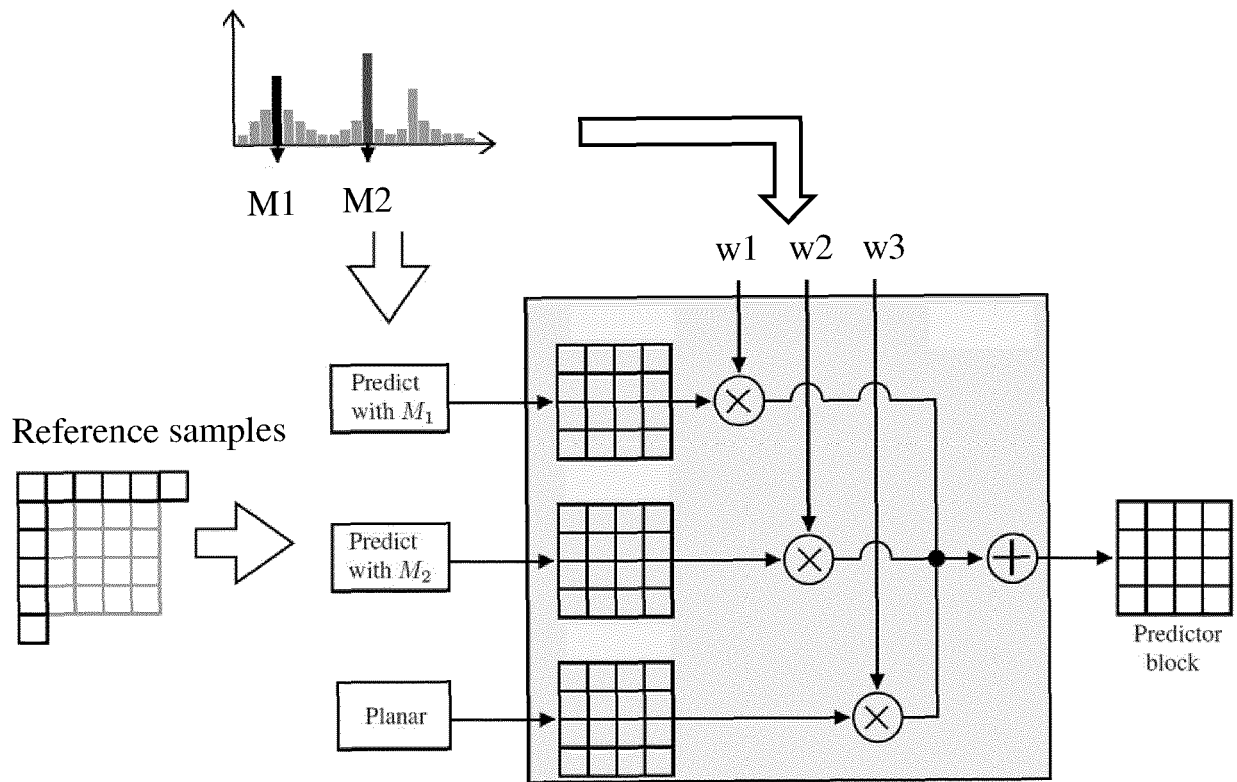 M1 M2
w1 w2 w3
Predict
with M₁
Reference samples
Predict
with M₂
Planar
Predictor
block